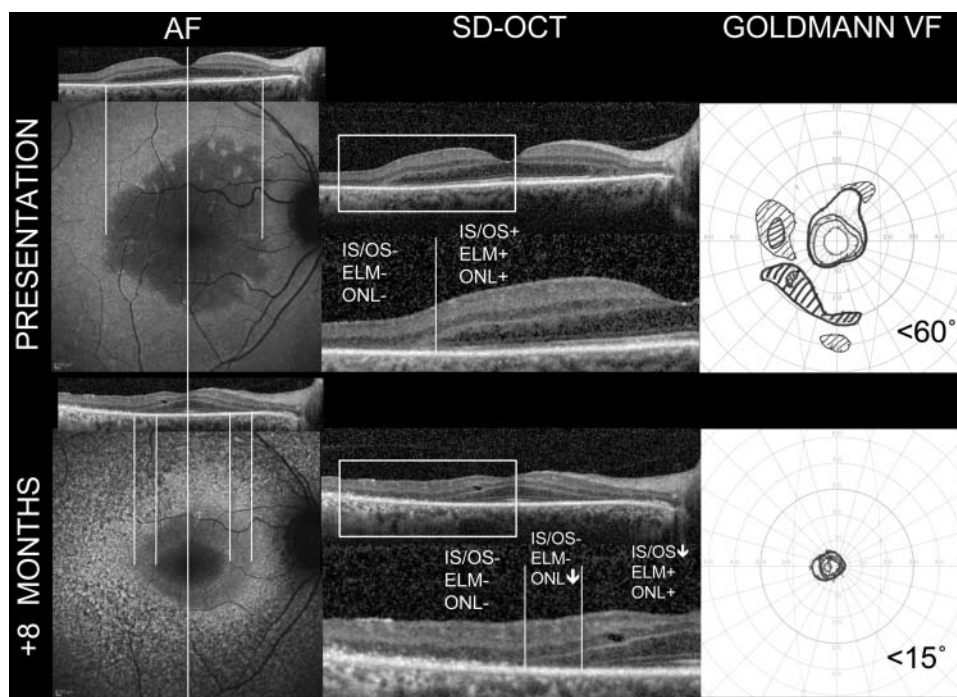 AF
SD-OCT
GOLDMANN VF
PRESENTATION
IS/OS-
ELM-
ONL-
IS/OS+
ELM+
ONL+
<60°
+8 MONTHS
IS/OS-
ELM-
ONL-
IS/OS-
ELM-
ONL↓
IS/OS↓
ELM+
ONL+
<15°